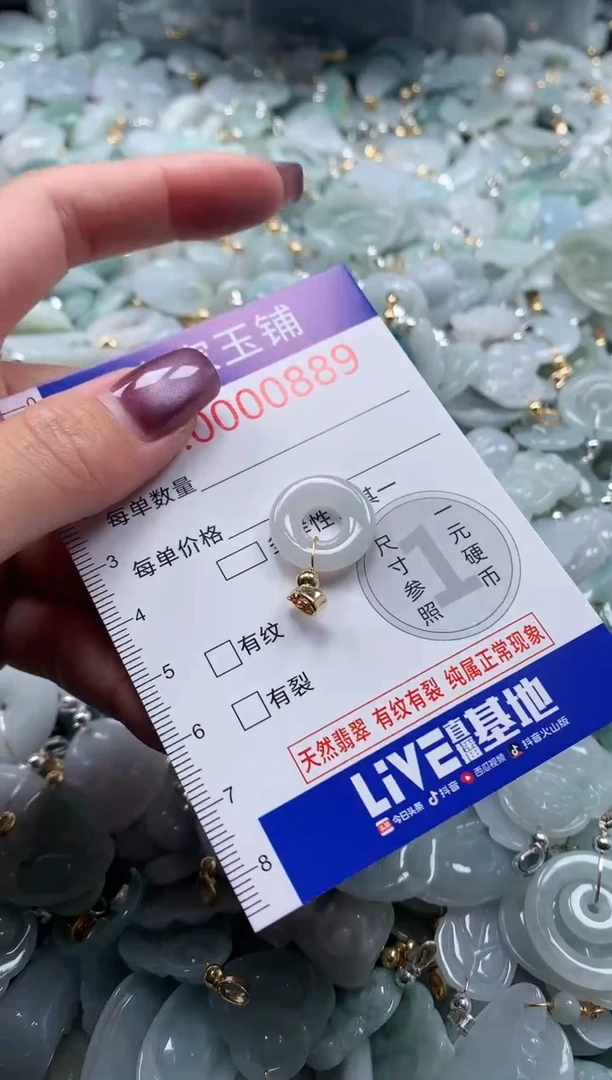 玉铺
0000889
每单数量
每单价格
其一
有纹
有裂
一元硬币
1
尺寸参照
天然翡翠 有纹有裂 纯属正常现象
LiVE直播基地
今日头条 抖音 西瓜视频 抖音火山版
3
4
5
6
7
8